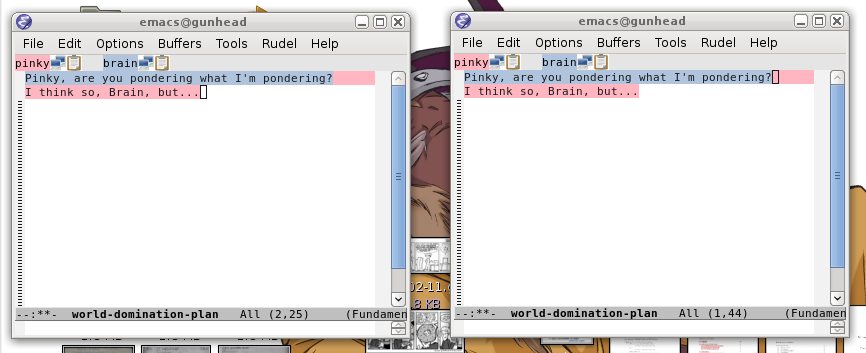 emacs@gunhead
File Edit Options Buffers Tools Rudel Help
pinky brain
Pinky, are you pondering what I'm pondering?
I think so, Brain, but...
--:**- world-domination-plan All (2,25) (Fundamen
emacs@gunhead
File Edit Options Buffers Tools Rudel Help
pinky brain
Pinky, are you pondering what I'm pondering?
I think so, Brain, but...
--:**- world-domination-plan All (1,44) (Fundamen
02-11.
8 KB